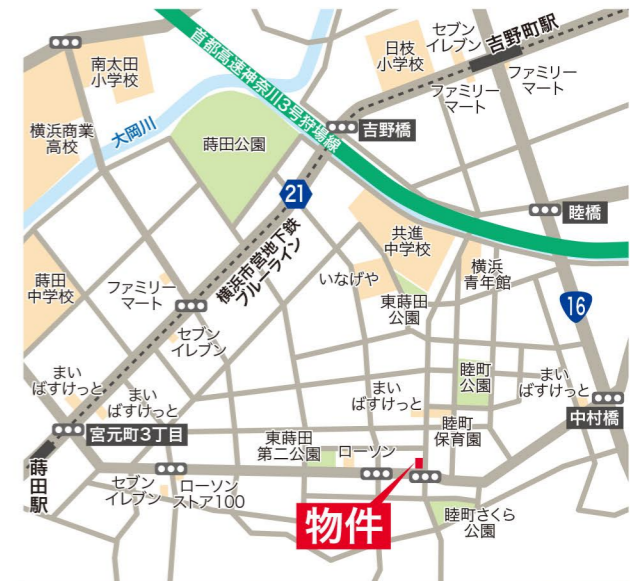 南太田
小学校
首都高速神奈川3号狩場線
日枝
小学校
セブン
イレブン
吉野町駅
ファミリー
マート
ファミリー
マート
横浜商業
高校
大岡川
蒔田公園
吉野橋
21
横浜市営地下鉄
ブルーライン
共進
中学校
睦橋
横浜
青年館
16
蒔田
中学校
ファミリー
マート
いなげや
東蒔田
公園
セブン
イレブン
まい
ばすけっと
まい
ばすけっと
まい
ばすけっと
睦町
公園
まい
ばすけっと
中村橋
宮元町3丁目
東蒔田
第二公園
ローソン
睦町
保育園
蒔田駅
セブン
イレブン
ローソン
ストア100
物件
睦町さくら
公園